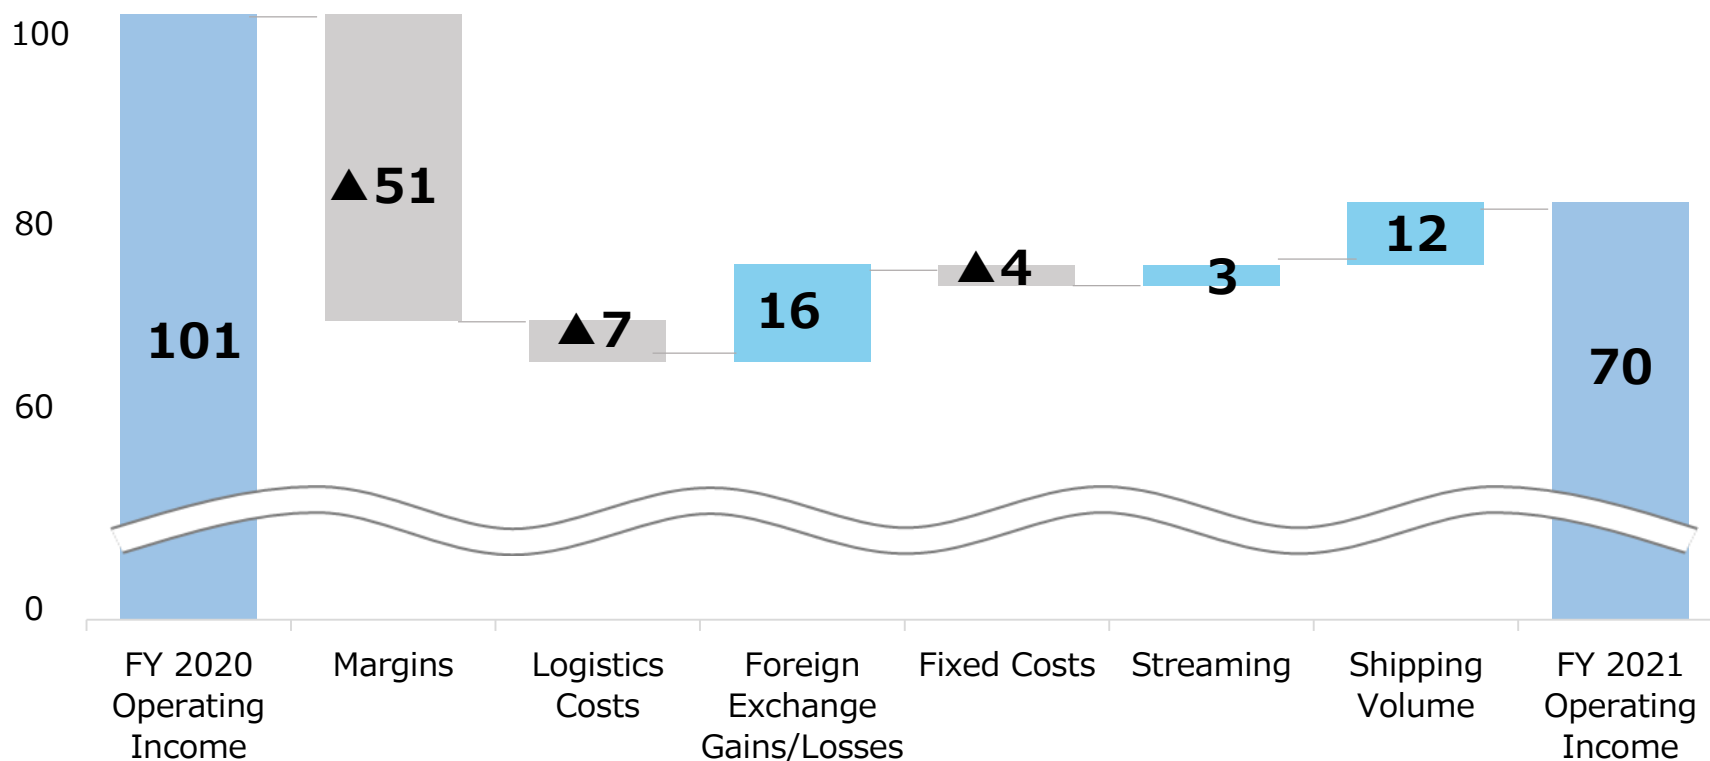 100
80
60
0
101
▲51
▲7
16
▲4
3
12
70
FY 2020
Operating
Income
Margins
Logistics
Costs
Foreign
Exchange
Gains/Losses
Fixed Costs
Streaming
Shipping
Volume
FY 2021
Operating
Income